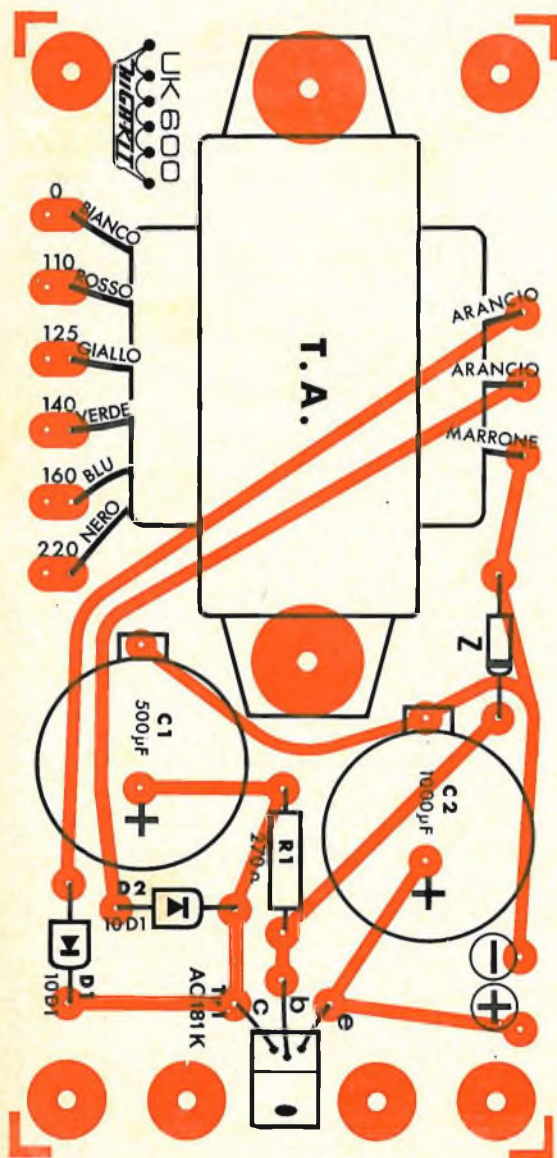 UK 600
HIGH-KIT
0
BIANCO
110
ROSSO
125
GIALLO
140
VERDE
160
BLU
220
NERO
T.A.
ARANCIO
ARANCIO
MARRONE
Z
C1
500µF
+
C2
1000µF
+
R1
270Ω
D2
10D1
D1
10D1
Tr1
AC181K
c
b
e
−
+